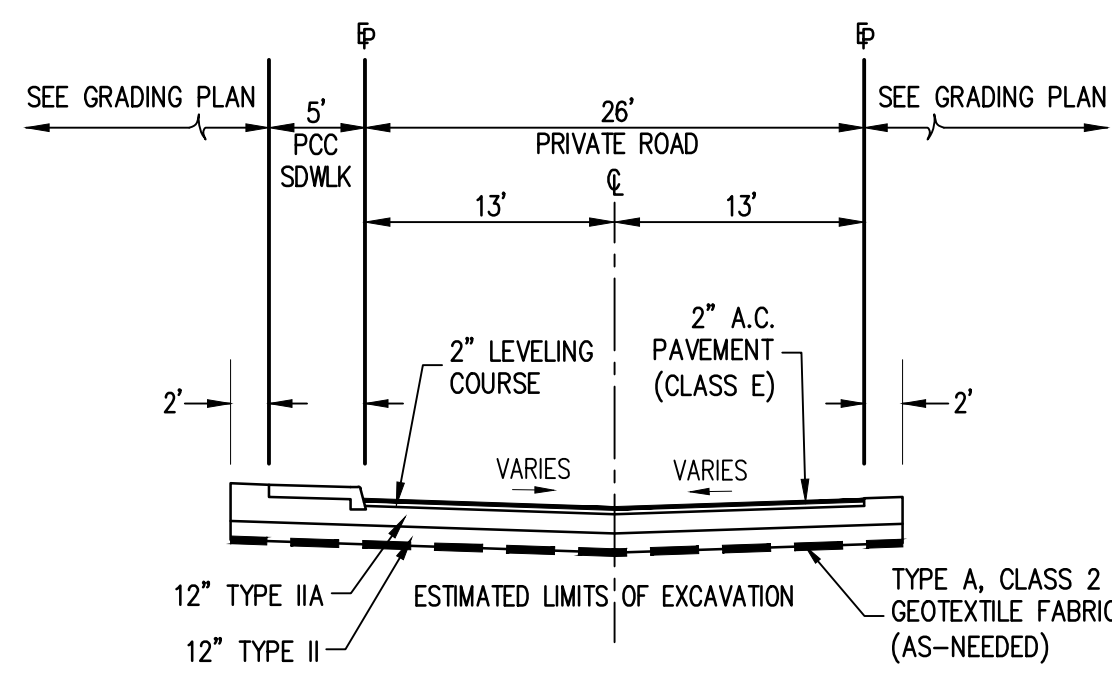 EP
EP
SEE GRADING PLAN
5'
PCC
SDWLK
26'
PRIVATE ROAD
CL
SEE GRADING PLAN
13'
13'
2" LEVELING
COURSE
2" A.C.
PAVEMENT
(CLASS E)
2'
2'
VARIES
VARIES
12" TYPE IIA
12" TYPE II
ESTIMATED LIMITS OF EXCAVATION
TYPE A, CLASS 2
GEOTEXTILE FABRIC
(AS-NEEDED)